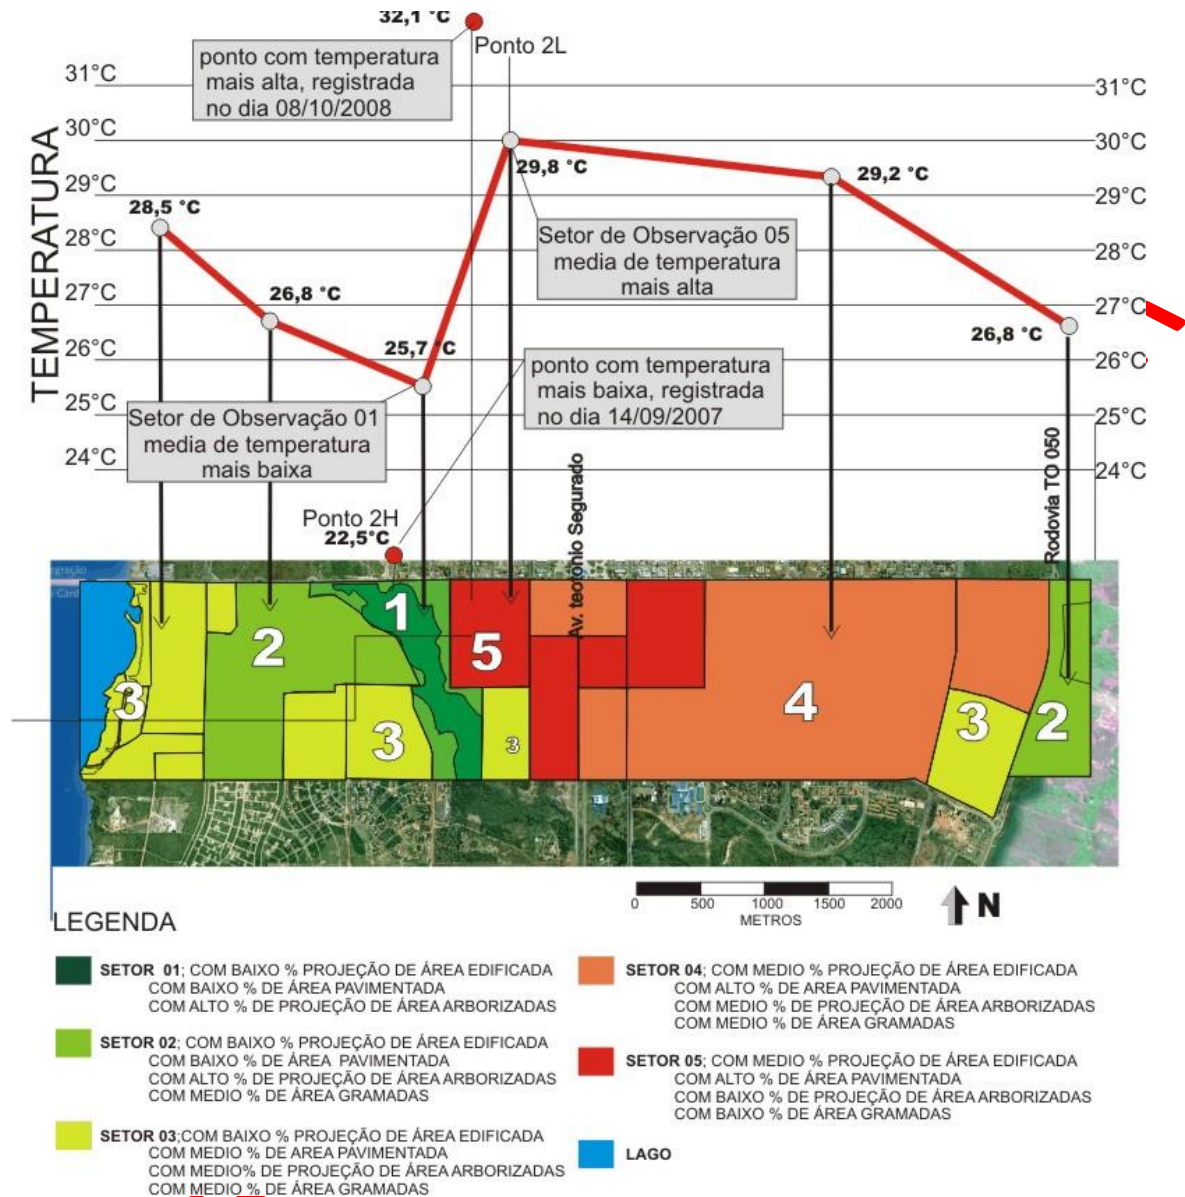 32,1 °C
Ponto 2L
ponto com temperatura
mais alta, registrada
no dia 08/10/2008
TEMPERATURA
31°C
31°C
30°C
30°C
29,8 °C
29,2 °C
29°C
29°C
28,5 °C
Setor de Observação 05
media de temperatura
mais alta
28°C
28°C
27°C
27°C
26,8 °C
26,8 °C
25,7 °C
26°C
26°C
ponto com temperatura
mais baixa, registrada
no dia 14/09/2007
25°C
25°C
Setor de Observação 01
media de temperatura
mais baixa
24°C
24°C
Av. teotônio Segurado
Rodovia TO 050
Ponto 2H
22,5°C
1
2
5
3
3
3
4
3
2
0 500 1000 1500 2000
METROS
N
LEGENDA
SETOR 01; COM BAIXO % PROJEÇÃO DE ÁREA EDIFICADA
COM BAIXO % DE ÁREA PAVIMENTADA
COM ALTO % DE PROJEÇÃO DE ÁREA ARBORIZADAS
SETOR 02; COM BAIXO % PROJEÇÃO DE ÁREA EDIFICADA
COM BAIXO % DE ÁREA PAVIMENTADA
COM ALTO % DE PROJEÇÃO DE ÁREA ARBORIZADAS
COM MEDIO % DE ÁREA GRAMADAS
SETOR 03;COM BAIXO % PROJEÇÃO DE ÁREA EDIFICADA
COM MEDIO % DE AREA PAVIMENTADA
COM MEDIO% DE PROJEÇÃO DE ÁREA ARBORIZADAS
COM MEDIO % DE ÁREA GRAMADAS
SETOR 04; COM MEDIO % PROJEÇÃO DE ÁREA EDIFICADA
COM ALTO % DE AREA PAVIMENTADA
COM MEDIO % DE PROJEÇÃO DE ÁREA ARBORIZADAS
COM MEDIO % DE ÁREA GRAMADAS
SETOR 05; COM MEDIO % PROJEÇÃO DE ÁREA EDIFICADA
COM ALTO % DE ÁREA PAVIMENTADA
COM BAIXO % DE PROJEÇÃO DE ÁREA ARBORIZADAS
COM BAIXO % DE ÁREA GRAMADAS
LAGO